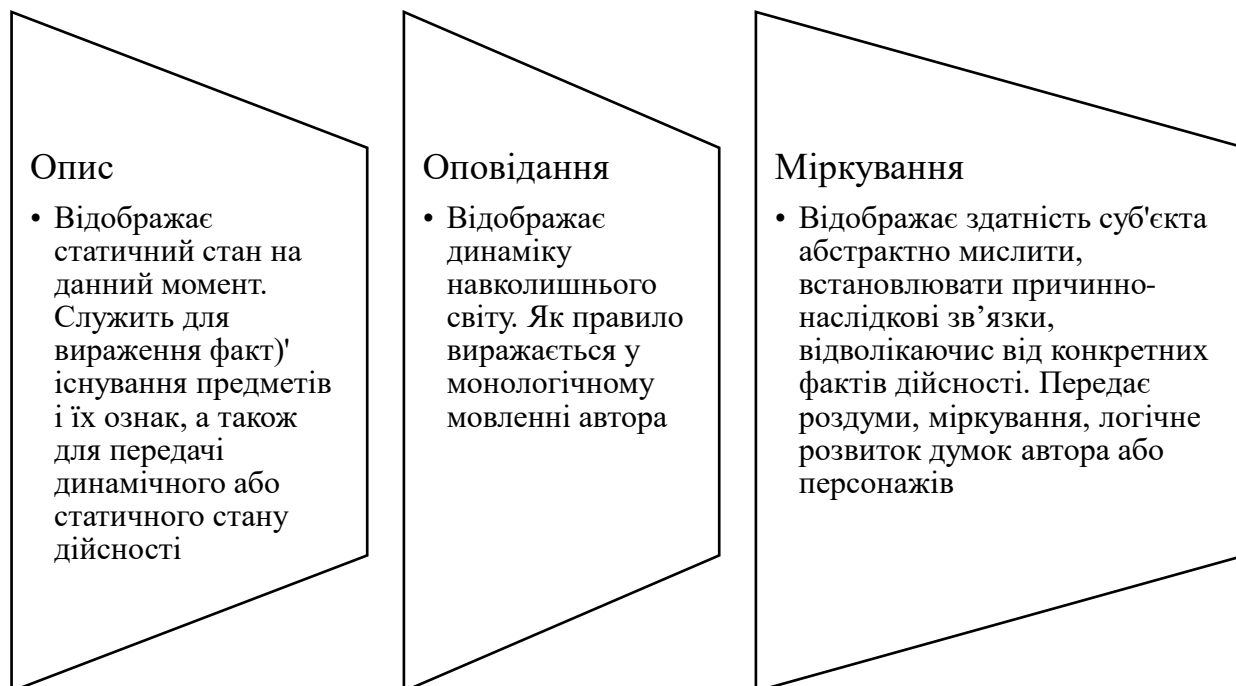 Опис
• Відображає
статичний стан на
данний момент.
Служить для
вираження факт)'
існування предметів
і їх ознак, а також
для передачі
динамічного або
статичного стану
дійсності
Оповідання
• Відображає
динаміку
навколишнього
світу. Як правило
виражається у
монологічному
мовленні автора
Міркування
• Відображає здатність суб'єкта
абстрактно мислити,
встановлювати причинно-
наслідкові зв’язки,
відволікаючис від конкретних
фактів дійсності. Передає
роздуми, міркування, логічне
розвиток думок автора або
персонажів